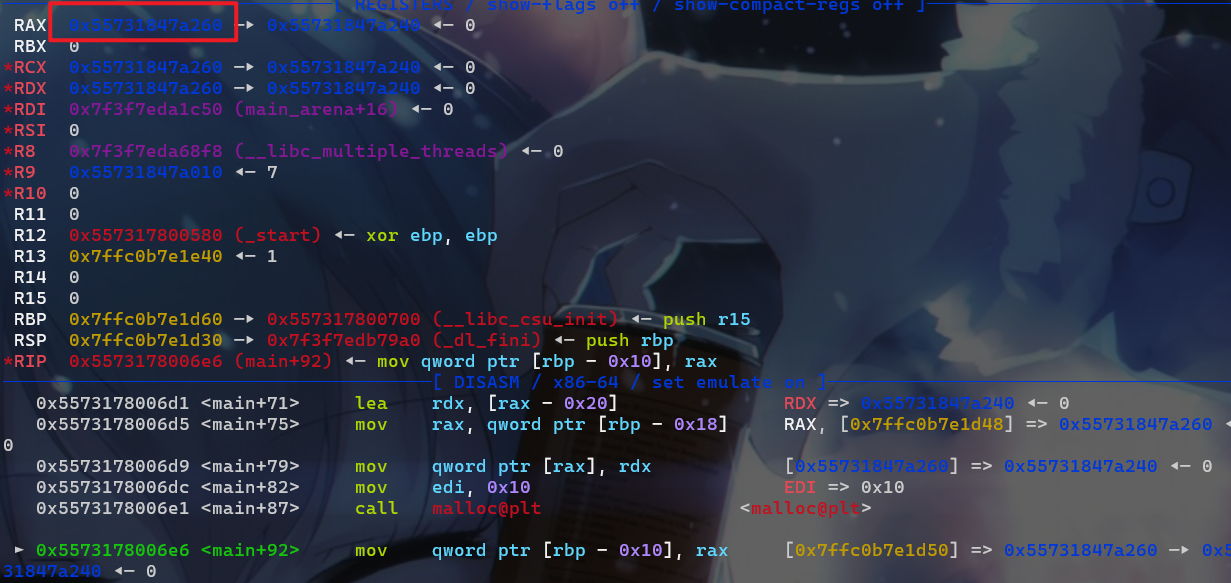 [ REGISTERS / show-flags off / show-compact-regs off ]
RAX 0x55731847a260 —▸ 0x55731847a240 ◂— 0
RBX 0
*RCX 0x55731847a260 —▸ 0x55731847a240 ◂— 0
*RDX 0x55731847a260 —▸ 0x55731847a240 ◂— 0
*RDI 0x7f3f7eda1c50 (main_arena+16) ◂— 0
*RSI 0
*R8 0x7f3f7eda68f8 (__libc_multiple_threads) ◂— 0
*R9 0x55731847a010 ◂— 7
*R10 0
R11 0
R12 0x557317800580 (_start) ◂— xor ebp, ebp
R13 0x7ffc0b7e1e40 ◂— 1
R14 0
R15 0
RBP 0x7ffc0b7e1d60 —▸ 0x557317800700 (__libc_csu_init) ◂— push r15
RSP 0x7ffc0b7e1d30 —▸ 0x7f3f7edb79a0 (_dl_fini) ◂— push rbp
*RIP 0x5573178006e6 (main+92) ◂— mov qword ptr [rbp - 0x10], rax
[ DISASM / x86-64 / set emulate on ]
0x5573178006d1 <main+71> lea rdx, [rax - 0x20] RDX => 0x55731847a240 ◂— 0
0x5573178006d5 <main+75> mov rax, qword ptr [rbp - 0x18] RAX, [0x7ffc0b7e1d48] => 0x55731847a260 ◂—
0
0x5573178006d9 <main+79> mov qword ptr [rax], rdx [0x55731847a260] => 0x55731847a240 ◂— 0
0x5573178006dc <main+82> mov edi, 0x10 EDI => 0x10
0x5573178006e1 <main+87> call malloc@plt <malloc@plt>
► 0x5573178006e6 <main+92> mov qword ptr [rbp - 0x10], rax [0x7ffc0b7e1d50] => 0x55731847a260 —▸ 0x5
31847a240 ◂— 0